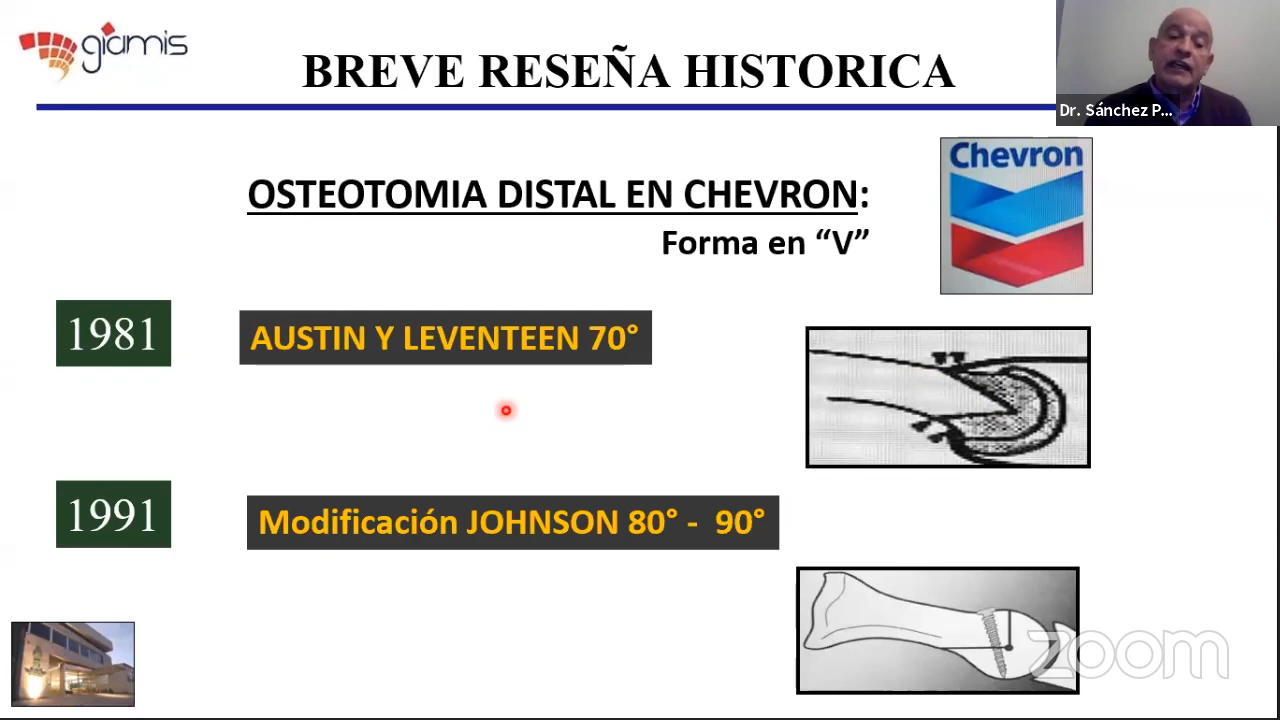 giamis
BREVE RESEÑA HISTORICA
Dr. Sánchez P...
Chevron
OSTEOTOMIA DISTAL EN CHEVRON:
Forma en “V”
1981
AUSTIN Y LEVENTEEN 70°
1991
Modificación JOHNSON 80° - 90°
zoom